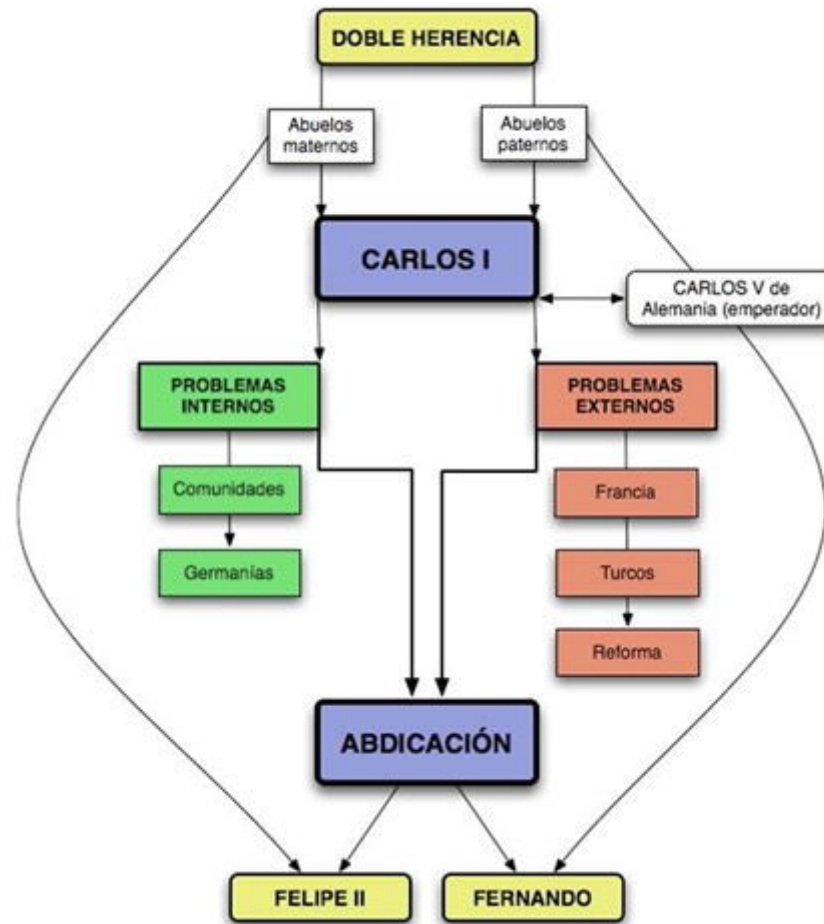 DOBLE HERENCIA
Abuelos
maternos
Abuelos
paternos
CARLOS I
CARLOS V de
Alemania (emperador)
PROBLEMAS
INTERNOS
PROBLEMAS
EXTERNOS
Comunidades
Francia
Germanías
Turcos
Reforma
ABDICACIÓN
FELIPE II
FERNANDO